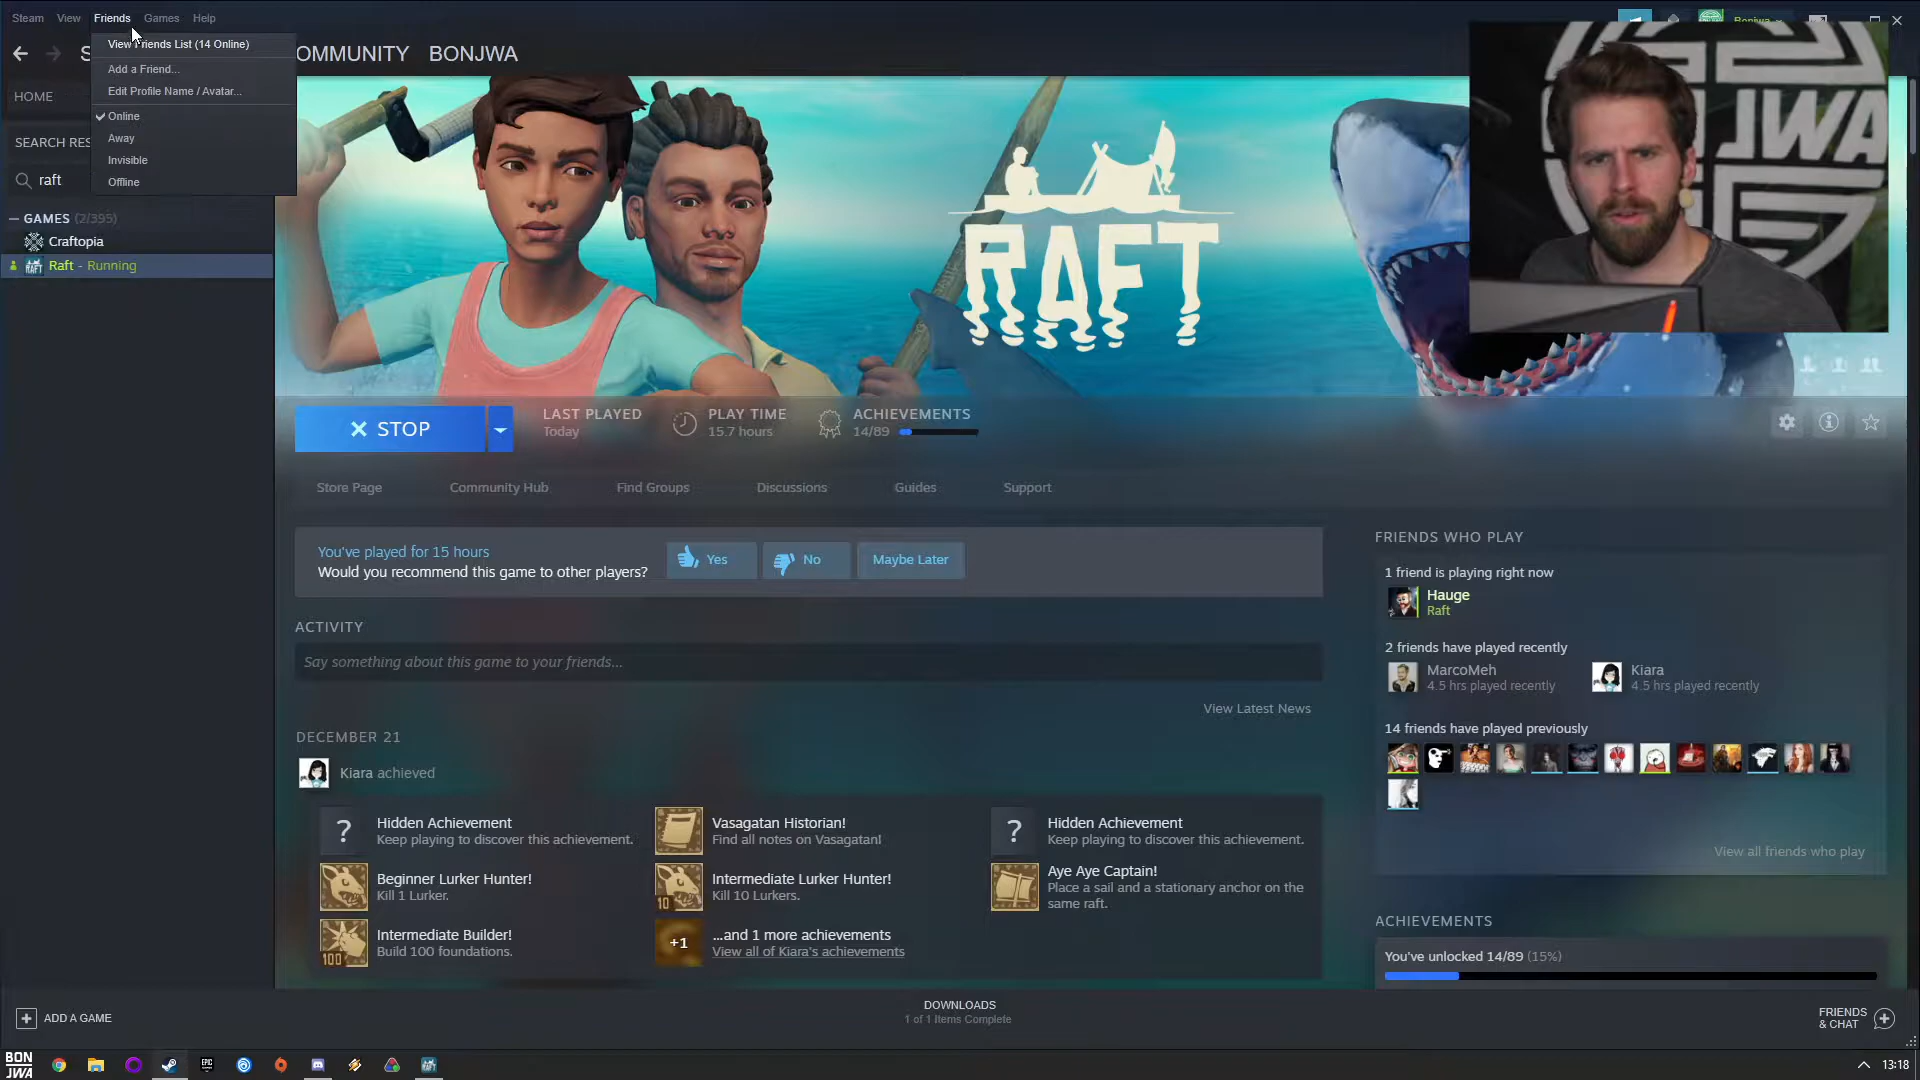 Steam View Friends Games Help
Bonjwa
View Friends List (14 Online)
Add a Friend...
Edit Profile Name / Avatar...
Online
Away
Invisible
Offline
S
OMMUNITY
BONJWA
HOME
SEARCH RES
raft
GAMES (2/395)
Craftopia
Raft - Running
RAFT
JWA
STOP
LAST PLAYED
Today
PLAY TIME
15.7 hours
ACHIEVEMENTS
14/89
Store Page
Community Hub
Find Groups
Discussions
Guides
Support
You've played for 15 hours
Would you recommend this game to other players?
Yes
No
Maybe Later
ACTIVITY
Say something about this game to your friends...
View Latest News
DECEMBER 21
Kiara achieved
?
Hidden Achievement
Keep playing to discover this achievement.
Vasagatan Historian!
Find all notes on Vasagatan!
?
Hidden Achievement
Keep playing to discover this achievement.
Beginner Lurker Hunter!
Kill 1 Lurker.
10
Intermediate Lurker Hunter!
Kill 10 Lurkers.
Aye Aye Captain!
Place a sail and a stationary anchor on the
same raft.
100
Intermediate Builder!
Build 100 foundations.
+1
...and 1 more achievements
View all of Kiara's achievements
FRIENDS WHO PLAY
1 friend is playing right now
Hauge
Raft
2 friends have played recently
MarcoMeh
4.5 hrs played recently
Kiara
4.5 hrs played recently
14 friends have played previously
View all friends who play
ACHIEVEMENTS
You've unlocked 14/89 (15%)
ADD A GAME
DOWNLOADS
1 of 1 Items Complete
FRIENDS
& CHAT
BON
JWA
EPIC
13:18